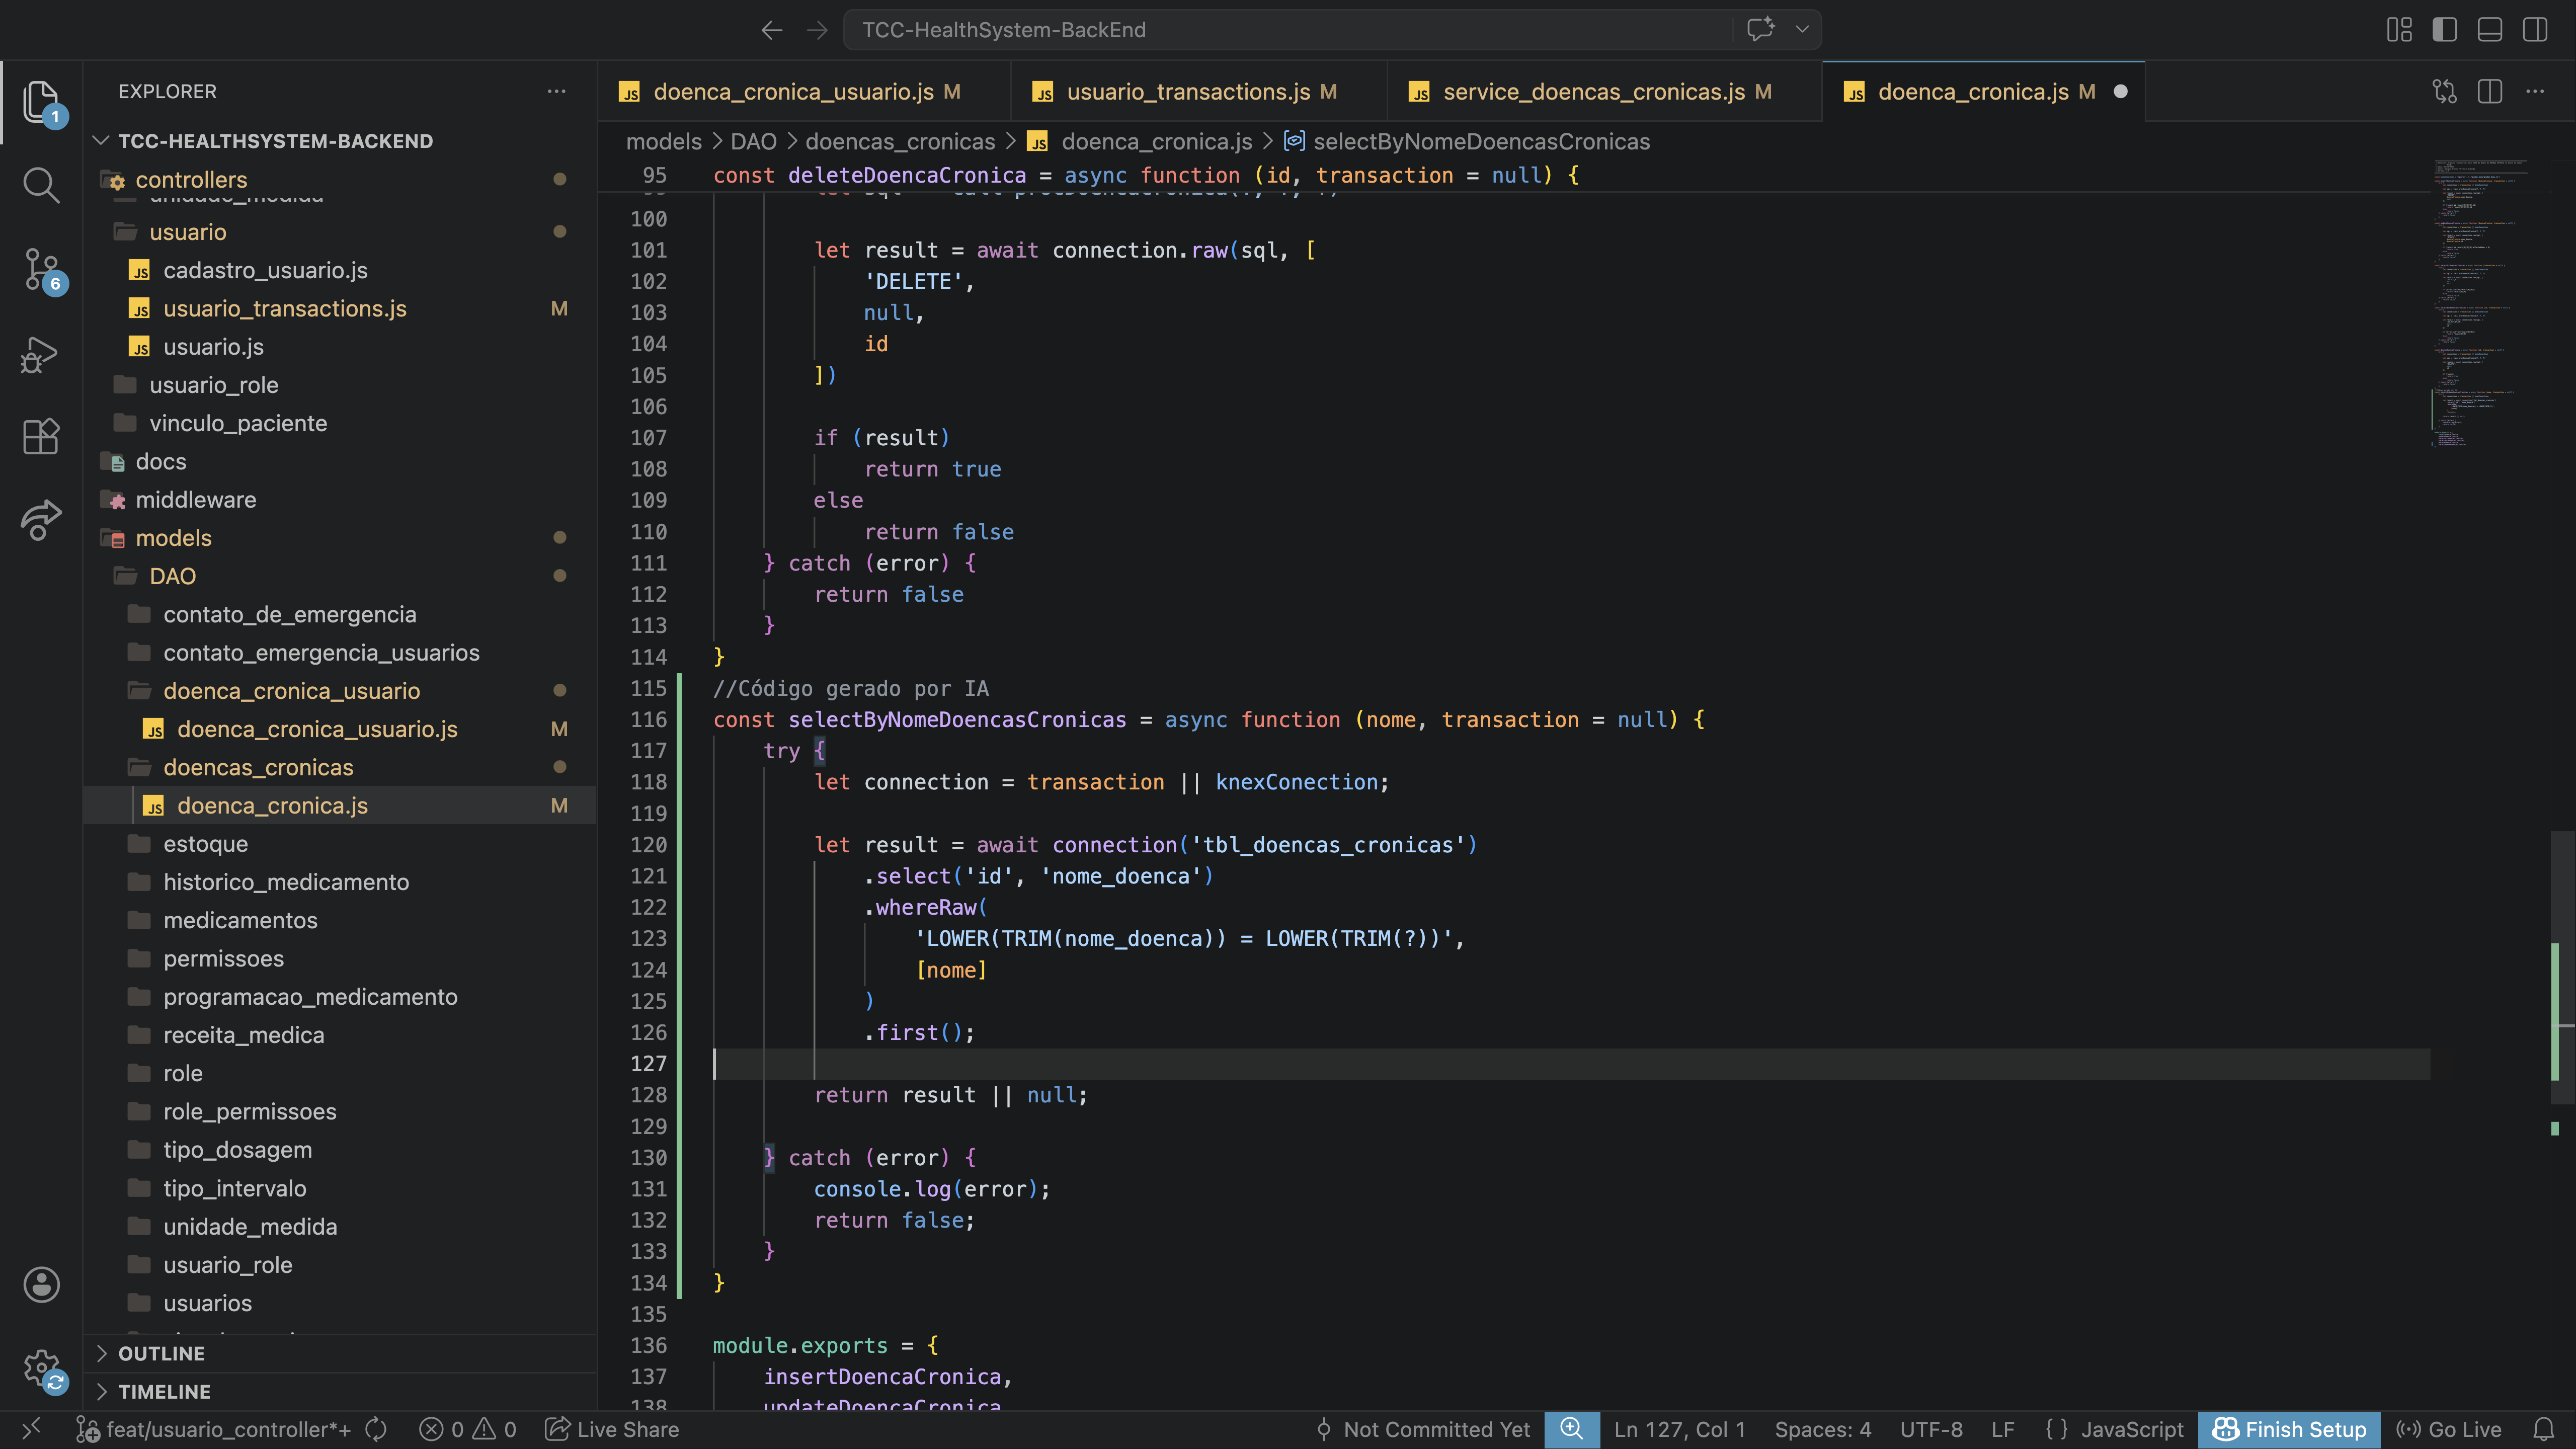 TCC-HealthSystem-BackEnd
EXPLORER
TCC-HEALTHSYSTEM-BACKEND
controllers
unidade_medida
usuario
cadastro_usuario.js
usuario_transactions.js M
usuario.js
usuario_role
vinculo_paciente
docs
middleware
models
DAO
contato_de_emergencia
contato_emergencia_usuarios
doenca_cronica_usuario
doenca_cronica_usuario.js M
doencas_cronicas
doenca_cronica.js M
estoque
historico_medicamento
medicamentos
permissoes
programacao_medicamento
receita_medica
role
role_permissoes
tipo_dosagem
tipo_intervalo
unidade_medida
usuario_role
usuarios
OUTLINE
TIMELINE
1
6
JS doenca_cronica_usuario.js M
JS usuario_transactions.js M
JS service_doencas_cronicas.js M
JS doenca_cronica.js M
models > DAO > doencas_cronicas > JS doenca_cronica.js > selectByNomeDoencasCronicas
95 const deleteDoencaCronica = async function (id, transaction = null) {
100
101 let result = await connection.raw(sql, [
102 'DELETE',
103 null,
104 id
105 ])
106
107 if (result)
108 return true
109 else
110 return false
111 } catch (error) {
112 return false
113 }
114 }
115 //Código gerado por IA
116 const selectByNomeDoencasCronicas = async function (nome, transaction = null) {
117 try {
118 let connection = transaction || knexConection;
119
120 let result = await connection('tbl_doencas_cronicas')
121 .select('id', 'nome_doenca')
122 .whereRaw(
123 'LOWER(TRIM(nome_doenca)) = LOWER(TRIM(?))',
124 [nome]
125 )
126 .first();
127
128 return result || null;
129
130 } catch (error) {
131 console.log(error);
132 return false;
133 }
134 }
135
136 module.exports = {
137 insertDoencaCronica,
138 updateDoencaCronica
feat/usuario_controller*+ 0 0 Live Share Not Committed Yet Ln 127, Col 1 Spaces: 4 UTF-8 LF {} JavaScript Finish Setup Go Live